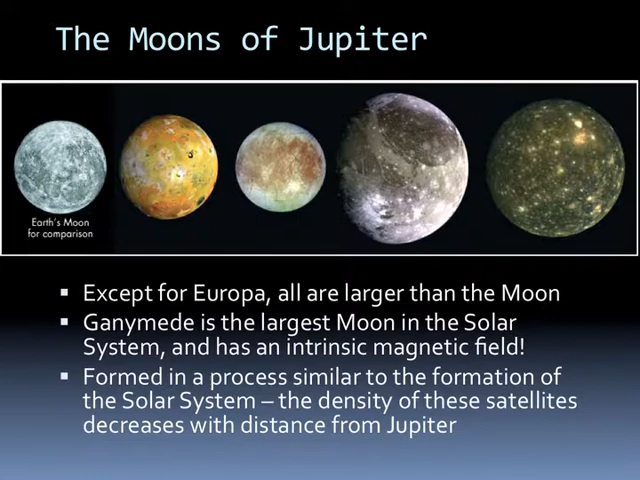 The Moons of Jupiter
Earth's Moon
for comparison
▪ Except for Europa, all are larger than the Moon
▪ Ganymede is the largest Moon in the Solar
System, and has an intrinsic magnetic field!
▪ Formed in a process similar to the formation of
the Solar System – the density of these satellites
decreases with distance from Jupiter